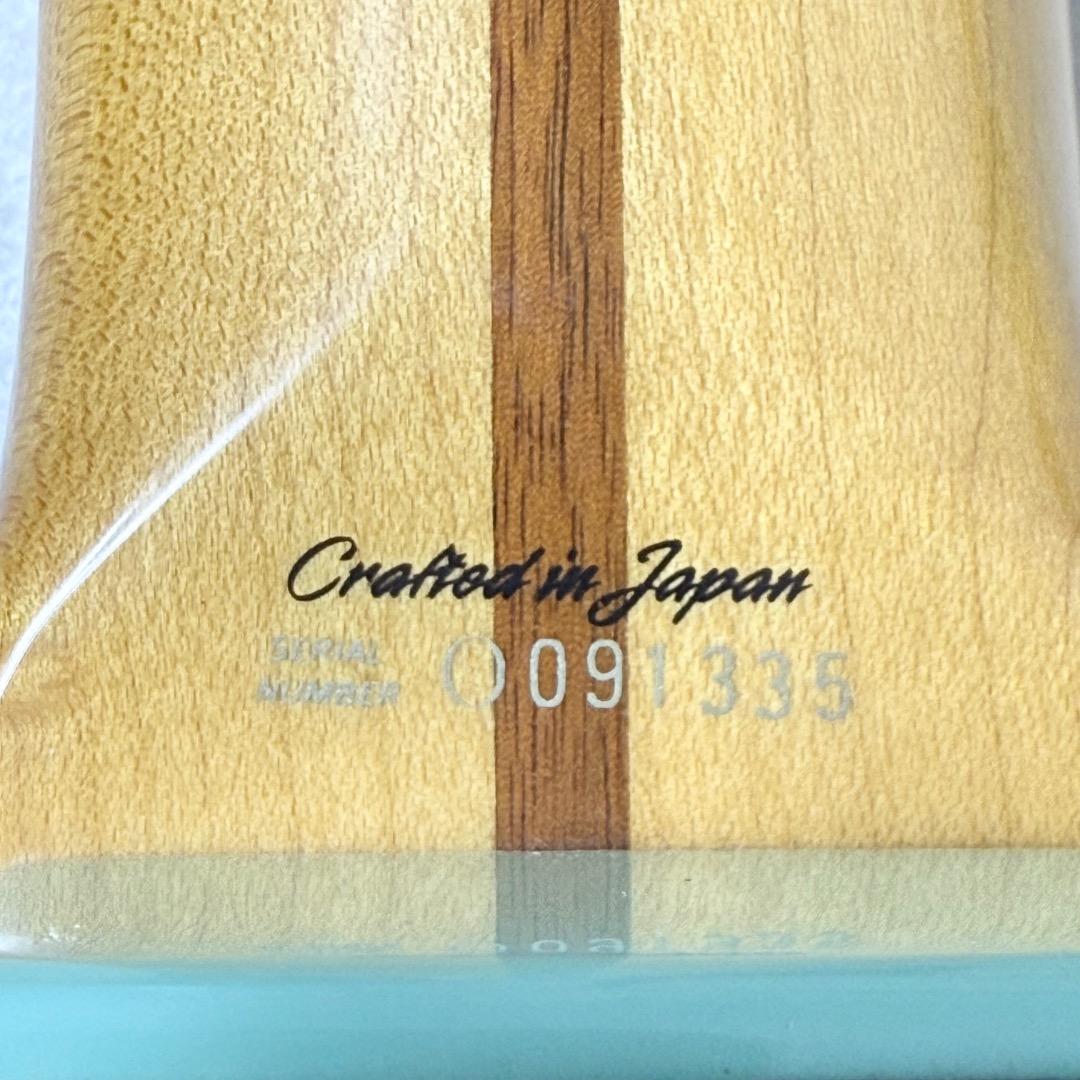 Crafted in Japan
SERIAL
NUMBER O091335